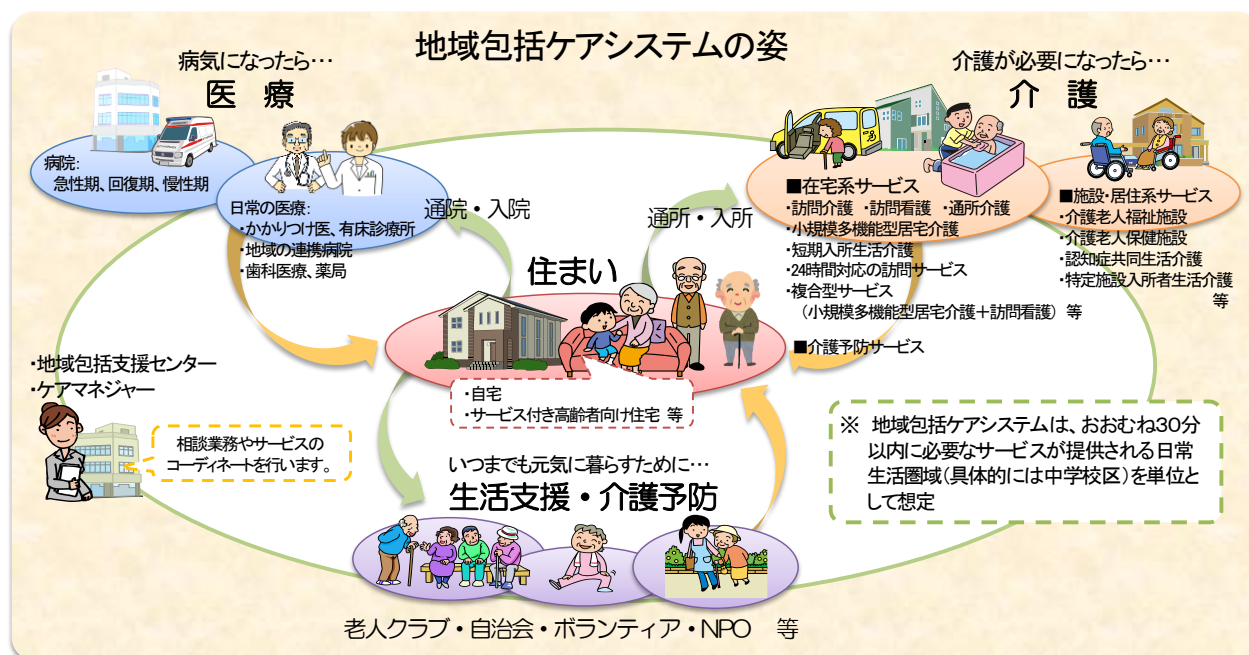 地域包括ケアシステムの姿
病気になったら…
医 療
介護が必要になったら…
介 護
病院:
急性期、回復期、慢性期
日常の医療:
・かかりつけ医、有床診療所
・地域の連携病院
・歯科医療、薬局
通院・入院
通所・入所
■在宅系サービス
・訪問介護 ・訪問看護 ・通所介護
・小規模多機能型居宅介護
・短期入所生活介護
・24時間対応の訪問サービス
・複合型サービス
(小規模多機能型居宅介護+訪問看護) 等
■介護予防サービス
■施設・居住系サービス
・介護老人福祉施設
・介護老人保健施設
・認知症共同生活介護
・特定施設入所者生活介護
等
住まい
・自宅
・サービス付き高齢者向け住宅 等
・地域包括支援センター
・ケアマネジャー
相談業務やサービスの
コーディネートを行います。
※ 地域包括ケアシステムは、おおむね30分
以内に必要なサービスが提供される日常
生活圏域(具体的には中学校区)を単位と
して想定
いつまでも元気に暮らすために…
生活支援・介護予防
老人クラブ・自治会・ボランティア・NPO 等